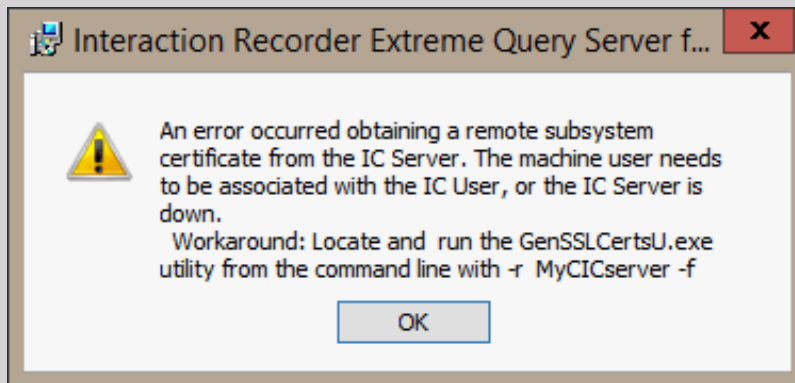 Interaction Recorder Extreme Query Server f...
x
An error occurred obtaining a remote subsystem
certificate from the IC Server. The machine user needs
to be associated with the IC User, or the IC Server is
down.
Workaround: Locate and run the GenSSLCertsU.exe
utility from the command line with -r MyCICserver -f
OK